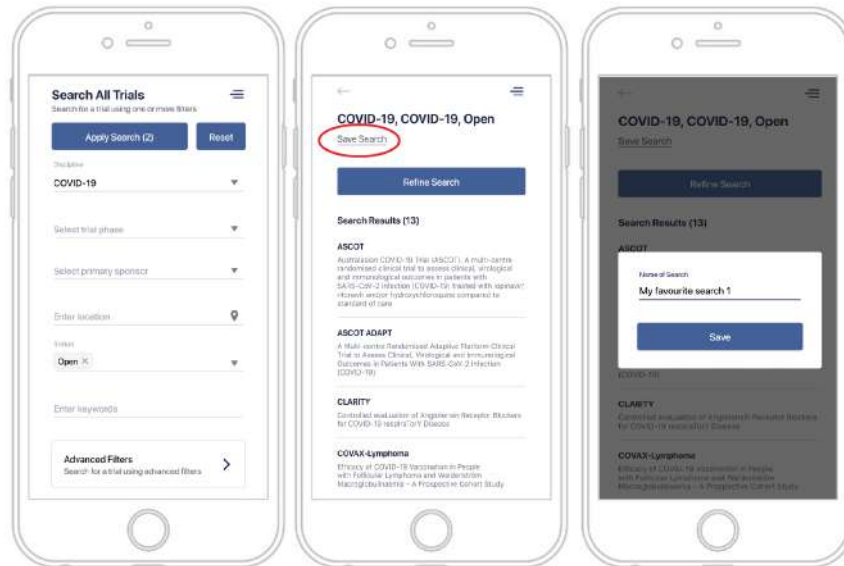 Search All Trials
Search for a trial using one or more filters
Apply Search (2)
Reset
Discipline
COVID-19
Select trial phase
Select primary sponsor
Enter location
Status
Open ×
Enter keywords
Advanced Filters
Search for a trial using advanced filters
COVID-19, COVID-19, Open
Save Search
Refine Search
Search Results (13)
ASCOT
Australasian COVID-19 Trial (ASCOT). A multi-centre
randomised clinical trial to assess clinical, virological
and immunological outcomes in patients with
SARS-CoV-2 infection (COVID-19) treated with lopinavir/
ritonavir and/or hydroxychloroquine compared to
standard of care
ASCOT ADAPT
A Multi-centre Randomised Adaptive Platform Clinical
Trial to Assess Clinical, Virological and Immunological
Outcomes in Patients With SARS-CoV-2 Infection
(COVID-19)
CLARITY
Controlled evaluation of Angiotensin Receptor Blockers
for COVID-19 respIraTorY Disease
COVAX-Lymphoma
Efficacy of COVID-19 Vaccination in People
with Follicular Lymphoma and Waldenström
Macroglobulinaemia – A Prospective Cohort Study
COVID-19, COVID-19, Open
Save Search
Refine Search
Search Results (13)
ASCOT
Name of Search
My favourite search 1
Save
(COVID-19)
CLARITY
Controlled evaluation of Angiotensin Receptor Blockers
for COVID-19 respIraTorY Disease
COVAX-Lymphoma
Efficacy of COVID-19 Vaccination in People
with Follicular Lymphoma and Waldenström
Macroglobulinaemia – A Prospective Cohort Study